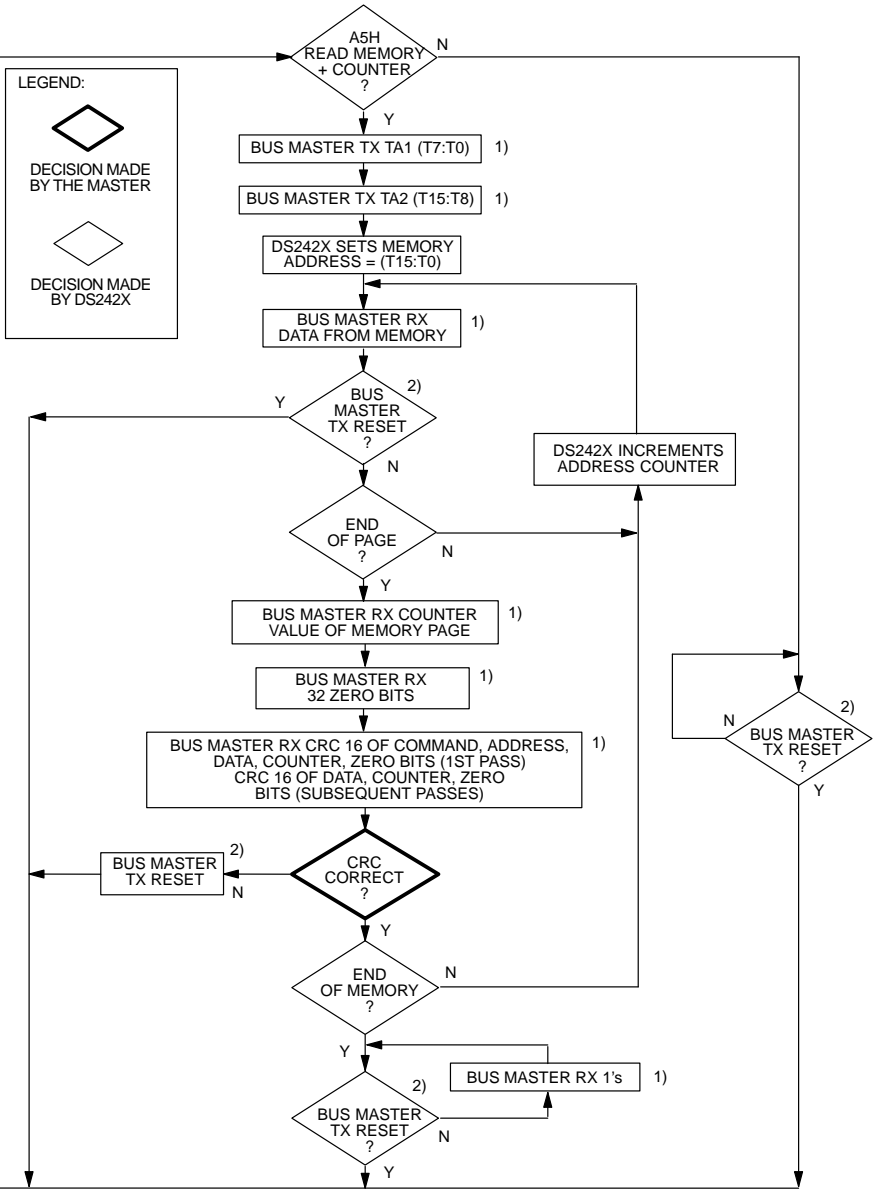 A5H
READ MEMORY
+ COUNTER
?
N
Y
LEGEND:
DECISION MADE
BY THE MASTER
DECISION MADE
BY DS242X
BUS MASTER TX TA1 (T7:T0)
1)
BUS MASTER TX TA2 (T15:T8)
1)
DS242X SETS MEMORY
ADDRESS = (T15:T0)
BUS MASTER RX
DATA FROM MEMORY
1)
BUS
MASTER
TX RESET
?
2)
Y
N
DS242X INCREMENTS
ADDRESS COUNTER
END
OF PAGE
?
N
Y
BUS MASTER RX COUNTER
VALUE OF MEMORY PAGE
1)
BUS MASTER RX
32 ZERO BITS
1)
BUS MASTER RX CRC 16 OF COMMAND, ADDRESS,
DATA, COUNTER, ZERO BITS (1ST PASS)
CRC 16 OF DATA, COUNTER, ZERO
BITS (SUBSEQUENT PASSES)
1)
BUS MASTER
TX RESET
?
2)
N
Y
CRC
CORRECT
?
N
Y
BUS MASTER
TX RESET
2)
END
OF MEMORY
?
N
Y
BUS MASTER RX 1's
1)
BUS MASTER
TX RESET
?
2)
N
Y